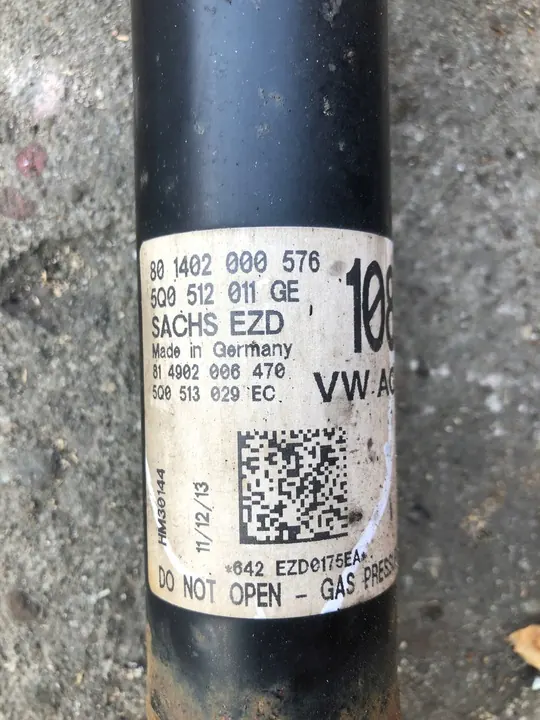 80 1402 000 576
5Q0 512 011 GE
108
SACHS EZD
Made in Germany
VW AG
81 4902 006 470
5Q0 513 029 EC
HM30144
11/12/13
*642 EZD0175EA*
DO NOT OPEN - GAS